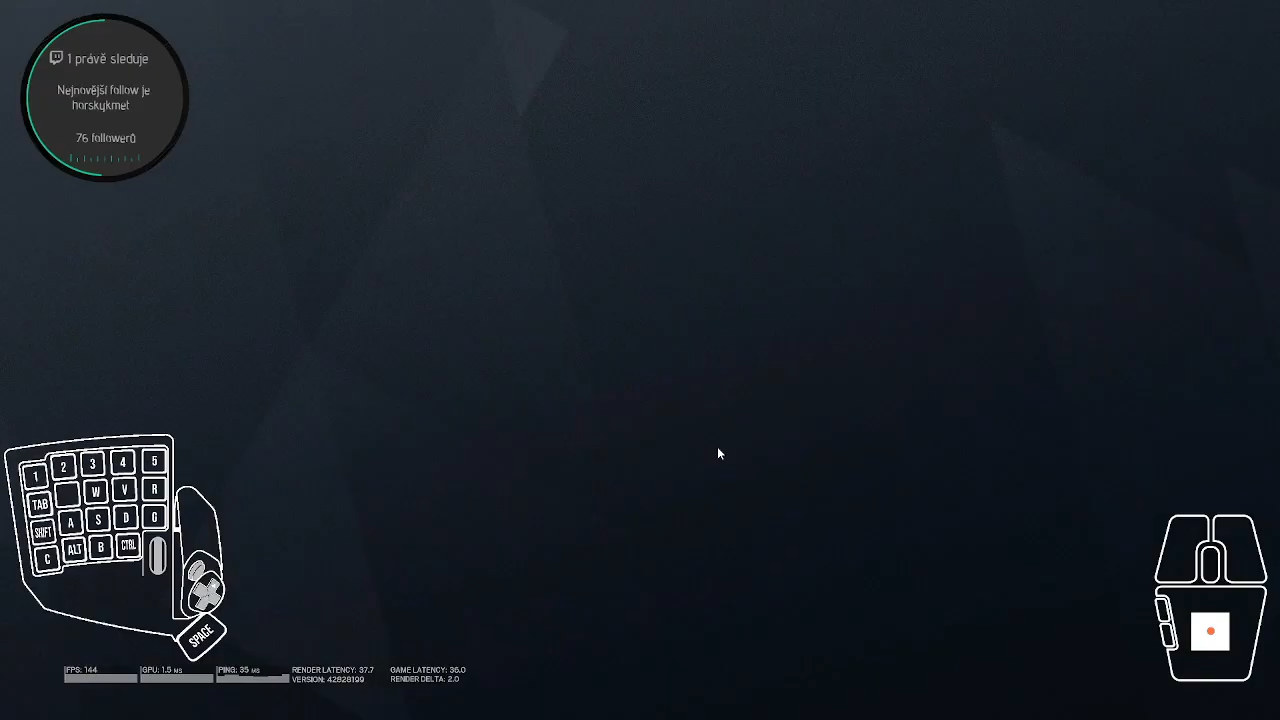 1 právě sleduje
Nejnovější follow je
horskykmet
76 followerů
1 2 3 4 5
TAB W V R
SHIFT A S D G
C ALT B CTRL
SPACE
FPS: 144 GPU: 1.5 MS PING: 35 MS RENDER LATENCY: 37.7 GAME LATENCY: 36.0
VERSION: 42828199 RENDER DELTA: 2.0